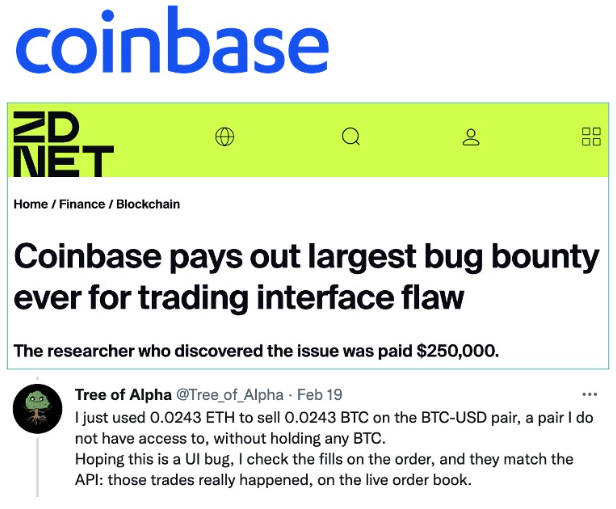 coinbase
ZD
NET
Home / Finance / Blockchain
Coinbase pays out largest bug bounty
ever for trading interface flaw
The researcher who discovered the issue was paid $250,000.
Tree of Alpha @Tree_of_Alpha · Feb 19
I just used 0.0243 ETH to sell 0.0243 BTC on the BTC-USD pair, a pair I do
not have access to, without holding any BTC.
Hoping this is a UI bug, I check the fills on the order, and they match the
API: those trades really happened, on the live order book.